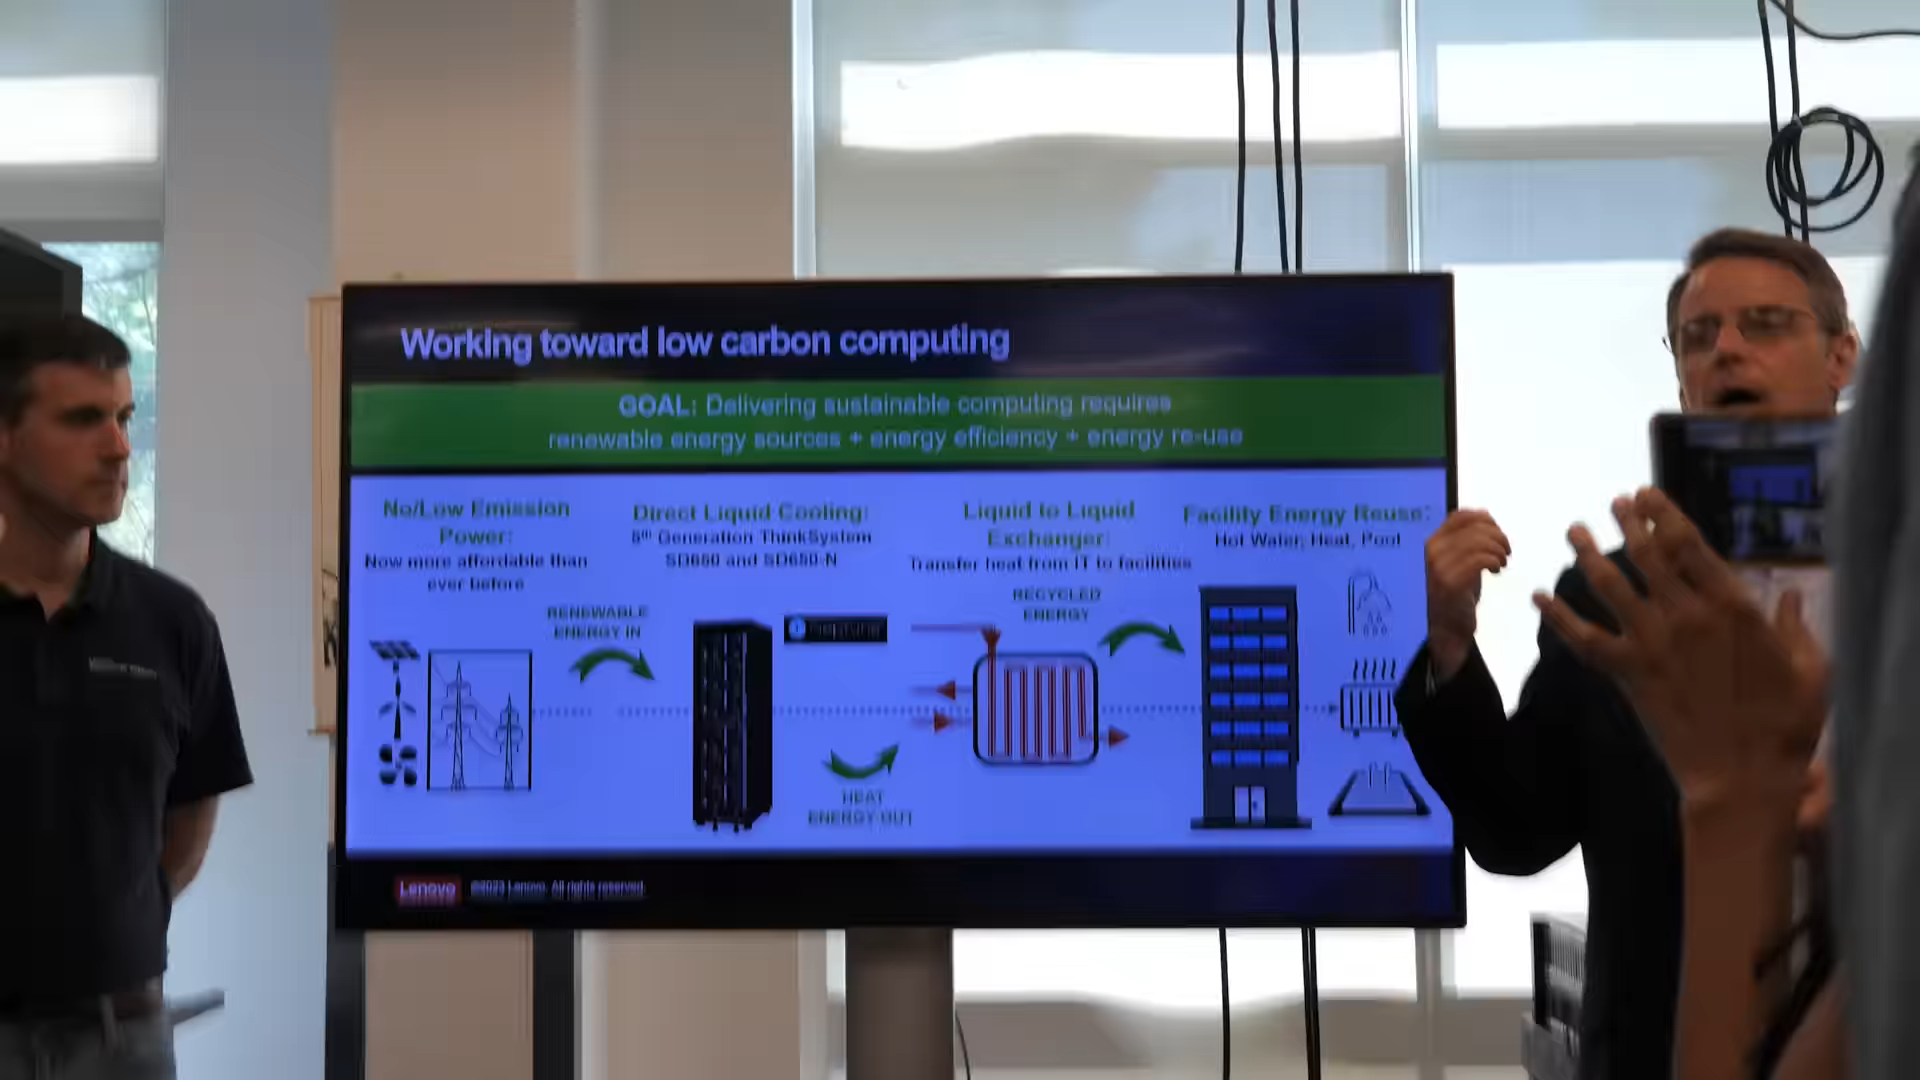 Working toward low carbon computing
GOAL: Delivering sustainable computing requires
renewable energy sources + energy efficiency + energy re-use
No/Low Emission
Power:
Now more affordable than
ever before
Direct Liquid Cooling:
5th Generation ThinkSystem
SD650 and SD650-N
Liquid to Liquid
Exchanger:
Transfer heat from IT to facilities
Facility Energy Reuse:
Hot Water, Heat, Pool
RENEWABLE
ENERGY IN
Neptune
RECYCLED
ENERGY
HEAT
ENERGY OUT
Lenovo
©2023 Lenovo. All rights reserved.